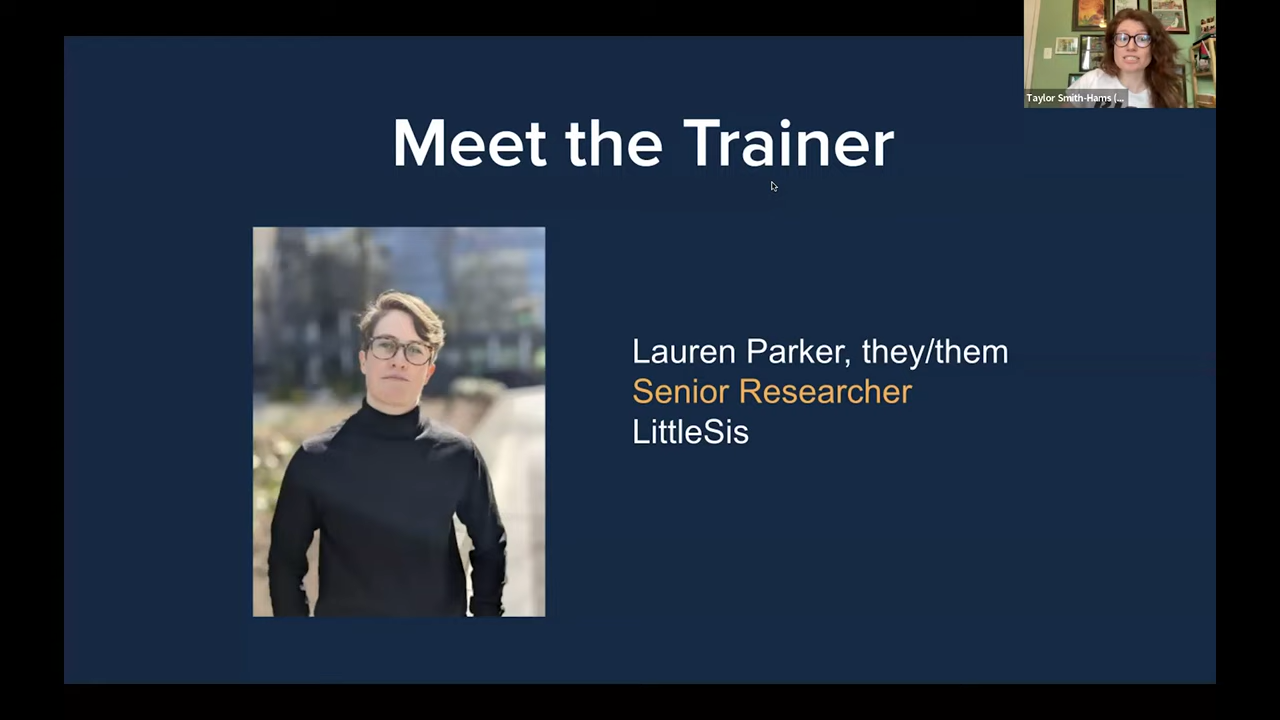 Taylor Smith-Hams (...
Meet the Trainer
Lauren Parker, they/them
Senior Researcher
LittleSis